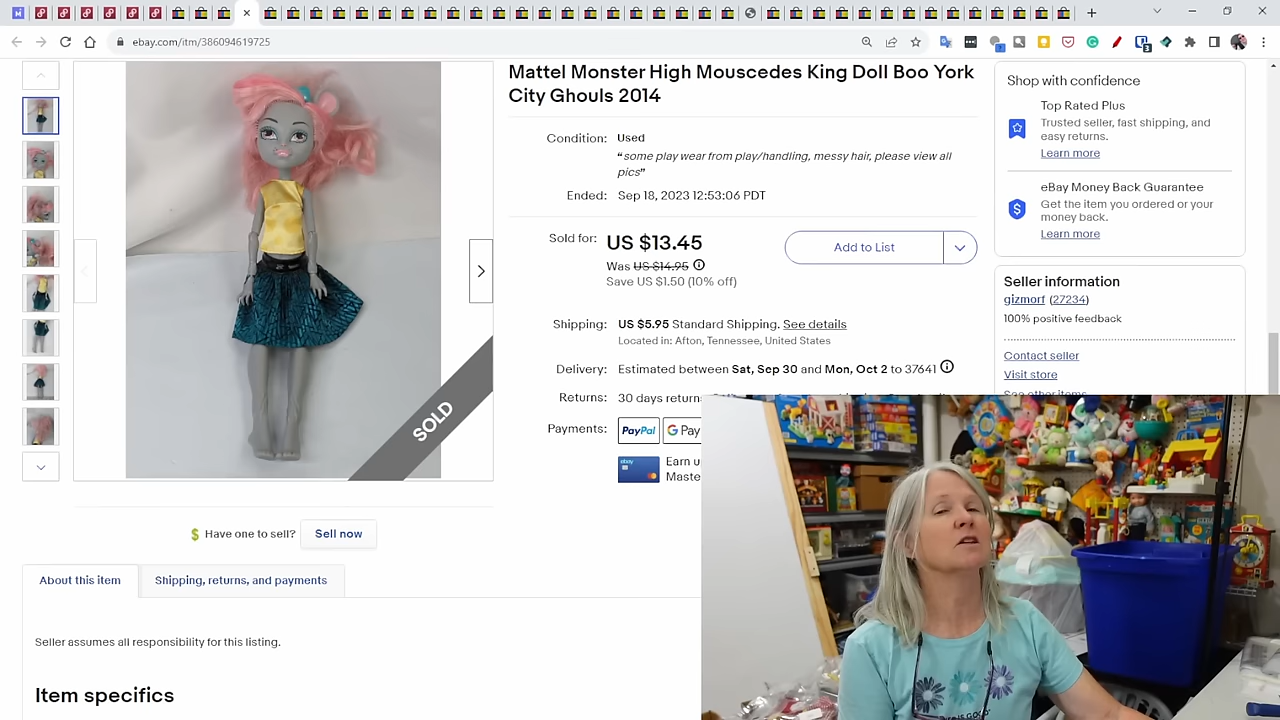 ebay.com/itm/386094619725
Mattel Monster High Mouscedes King Doll Boo York
City Ghouls 2014
Condition: Used
“some play wear from play/handling, messy hair, please view all
pics”
Ended: Sep 18, 2023 12:53:06 PDT
Sold for: US $13.45
Was US $14.95
Save US $1.50 (10% off)
Add to List
Shipping: US $5.95 Standard Shipping. See details
Located in: Afton, Tennessee, United States
Delivery: Estimated between Sat, Sep 30 and Mon, Oct 2 to 37641
Returns: 30 days return
Payments: PayPal G Pay
ebay
Earn u
Maste
SOLD
Have one to sell? Sell now
About this item
Shipping, returns, and payments
Seller assumes all responsibility for this listing.
Item specifics
Shop with confidence
Top Rated Plus
Trusted seller, fast shipping, and
easy returns.
Learn more
eBay Money Back Guarantee
Get the item you ordered or your
money back.
Learn more
Seller information
gizmorf (27234)
100% positive feedback
Contact seller
Visit store
See other items